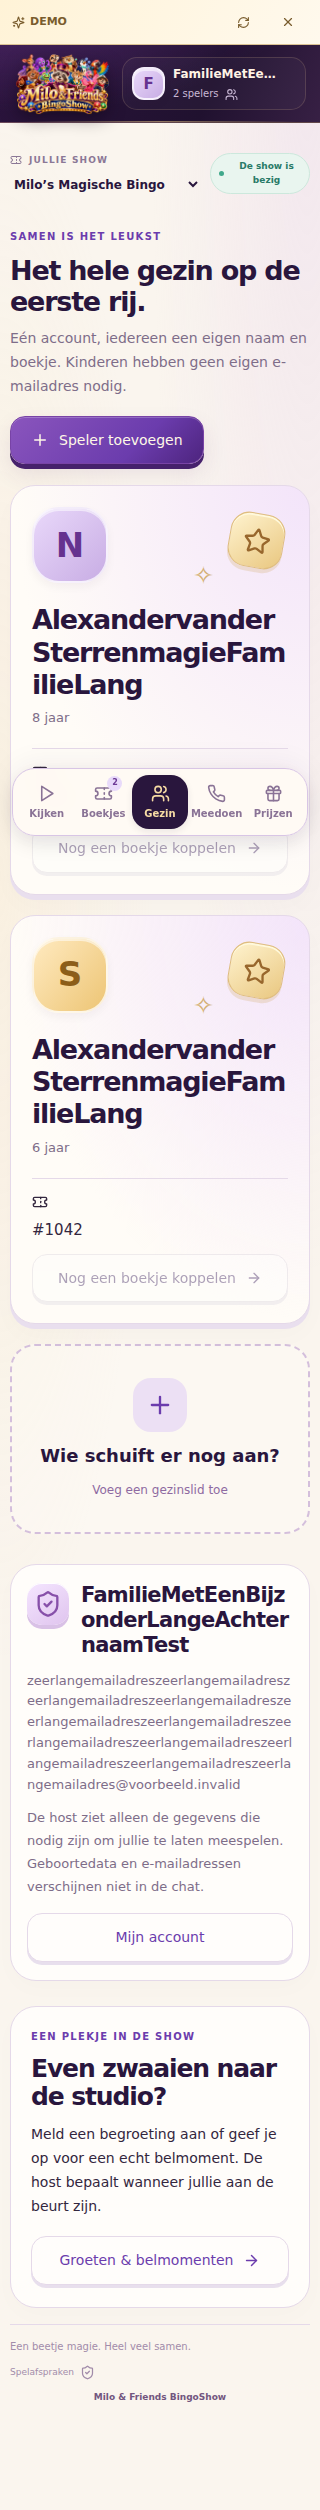 DEMO
Milo & Friends
BingoShow
F
FamilieMetEe...
2 spelers
JULLIE SHOW
Milo's Magische Bingo
De show is
bezig
SAMEN IS HET LEUKST
Het hele gezin op de
eerste rij.
Eén account, iedereen een eigen naam en
boekje. Kinderen hebben geen eigen e-
mailadres nodig.
Speler toevoegen
N
Alexandervander
SterrenmagieFam
ilieLang
8 jaar
Kijken
2
Boekjes
Gezin
Meedoen
Prijzen
Nog een boekje koppelen
S
Alexandervander
SterrenmagieFam
ilieLang
6 jaar
#1042
Nog een boekje koppelen
Wie schuift er nog aan?
Voeg een gezinslid toe
FamilieMetEenBijz
onderLangeAchter
naamTest
zeerlangemailadreszeerlangemailadresz
eerlangemailadreszeerlangemailadresze
erlangemailadreszeerlangemailadreszee
rlangemailadreszeerlangemailadreszeerl
angemailadreszeerlangemailadreszeerla
ngemailadres@voorbeeld.invalid
De host ziet alleen de gegevens die
nodig zijn om jullie te laten meespelen.
Geboortedata en e-mailadressen
verschijnen niet in de chat.
Mijn account
EEN PLEKJE IN DE SHOW
Even zwaaien naar
de studio?
Meld een begroeting aan of geef je
op voor een echt belmoment. De
host bepaalt wanneer jullie aan de
beurt zijn.
Groeten & belmomenten
Een beetje magie. Heel veel samen.
Spelafspraken
Milo & Friends BingoShow